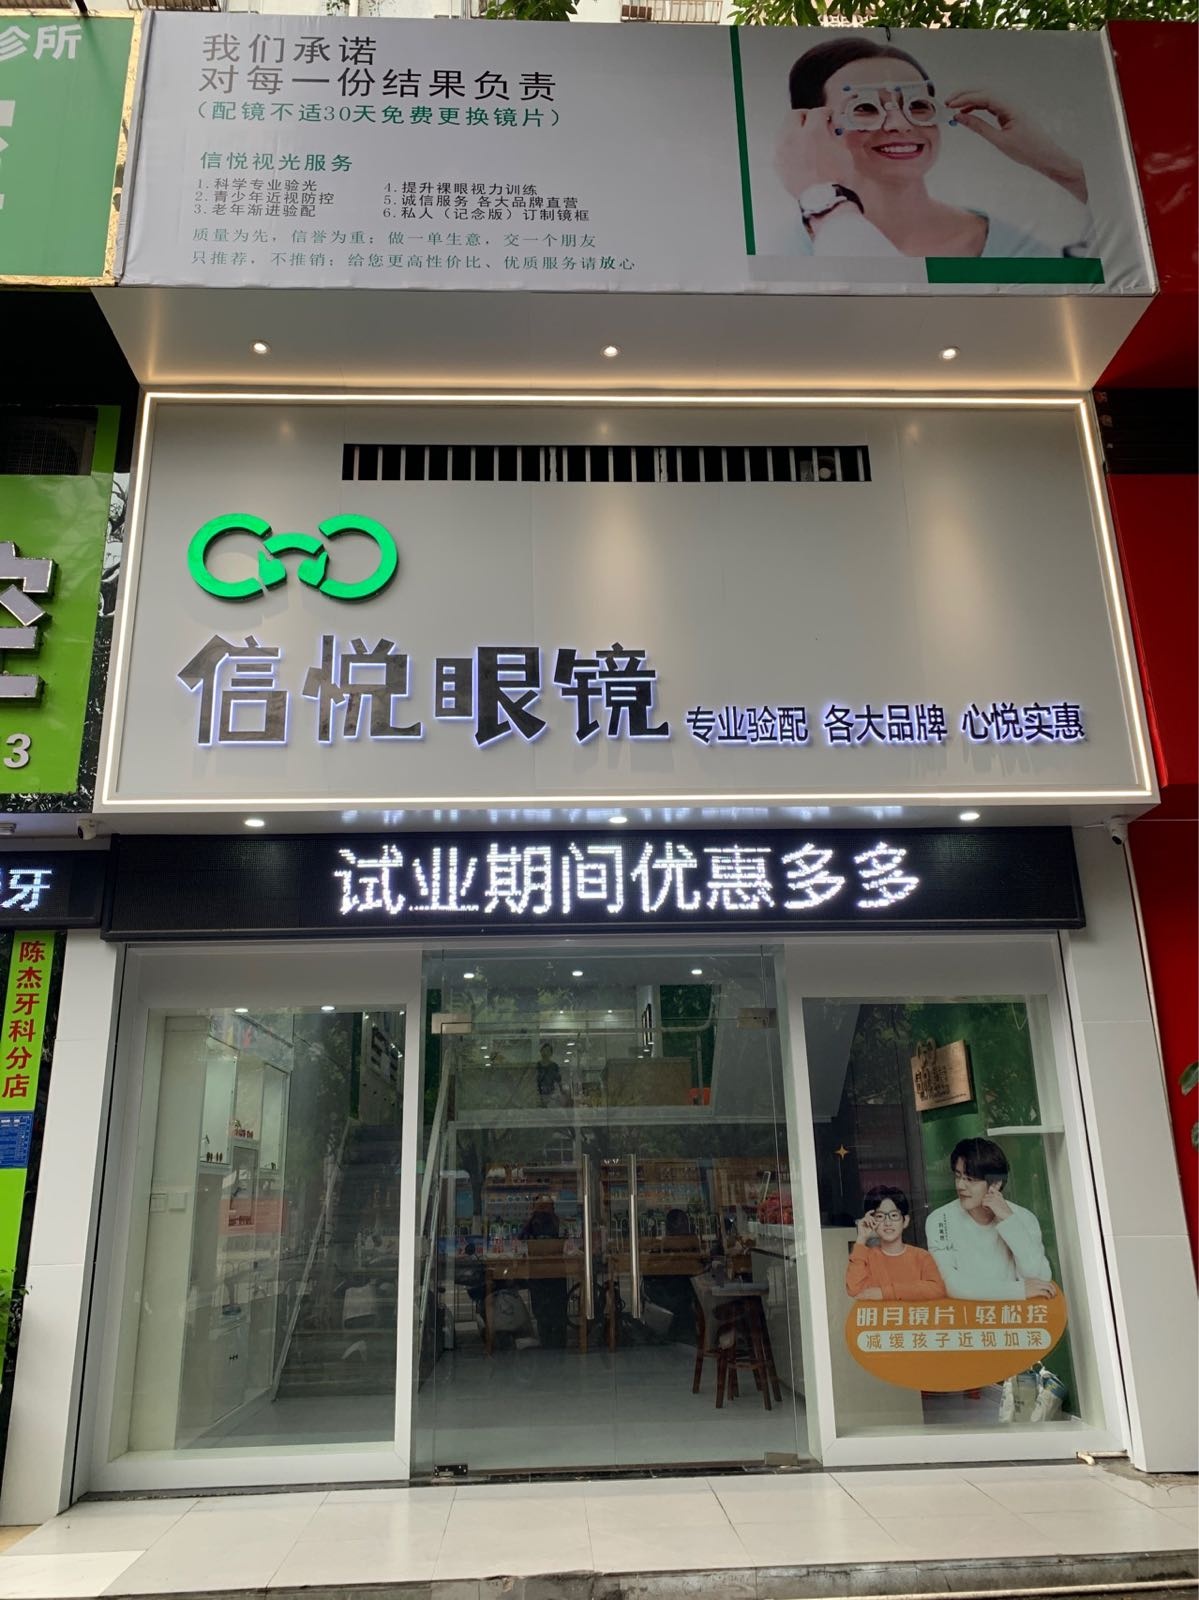 诊所
我们承诺
对每一份结果负责
（配镜不适30天免费更换镜片）
信悦视光服务
1.科学专业验光
2.青少年近视防控
3.老年渐进验配
4.提升裸眼视力训练
5.诚信服务 各大品牌直营
6.私人（记念版）订制镜框
质量为先，信誉为重；做一单生意，交一个朋友
只推荐，不推销；给您更高性价比、优质服务请放心
信悦眼镜
专业验配 各大品牌 心悦实惠
3
试业期间优惠多多
牙
陈杰牙科分店
明月镜片|轻松控
减缓孩子近视加深